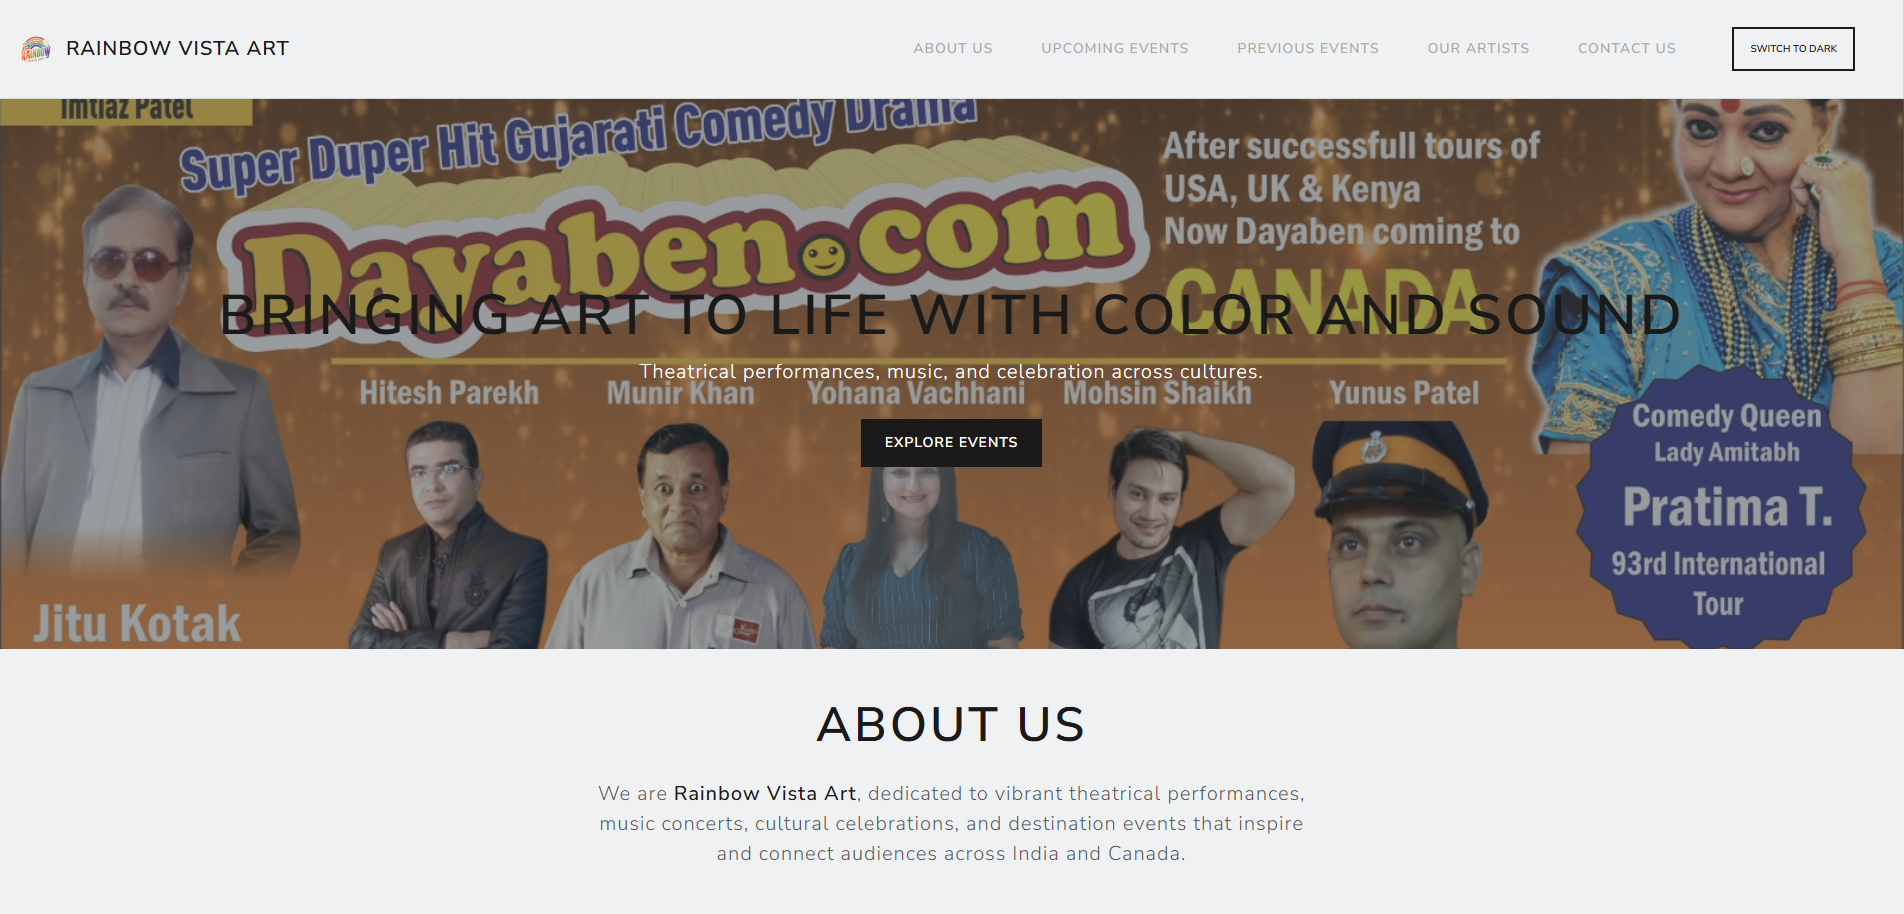 RAINBOW
RAINBOW VISTA ART
ABOUT US
UPCOMING EVENTS
PREVIOUS EVENTS
OUR ARTISTS
CONTACT US
SWITCH TO DARK
Imtiaz Patel
Super Duper Hit Gujarati Comedy Drama
Dayaben.com
After successfull tours of
USA, UK & Kenya
Now Dayaben coming to
CANADA
BRINGING ART TO LIFE WITH COLOR AND SOUND
Theatrical performances, music, and celebration across cultures.
Hitesh Parekh
Munir Khan
Yohana Vachhani
Mohsin Shaikh
Yunus Patel
EXPLORE EVENTS
Comedy Queen
Lady Amitabh
Pratima T.
93rd International
Tour
Jitu Kotak
ABOUT US
We are Rainbow Vista Art, dedicated to vibrant theatrical performances,
music concerts, cultural celebrations, and destination events that inspire
and connect audiences across India and Canada.